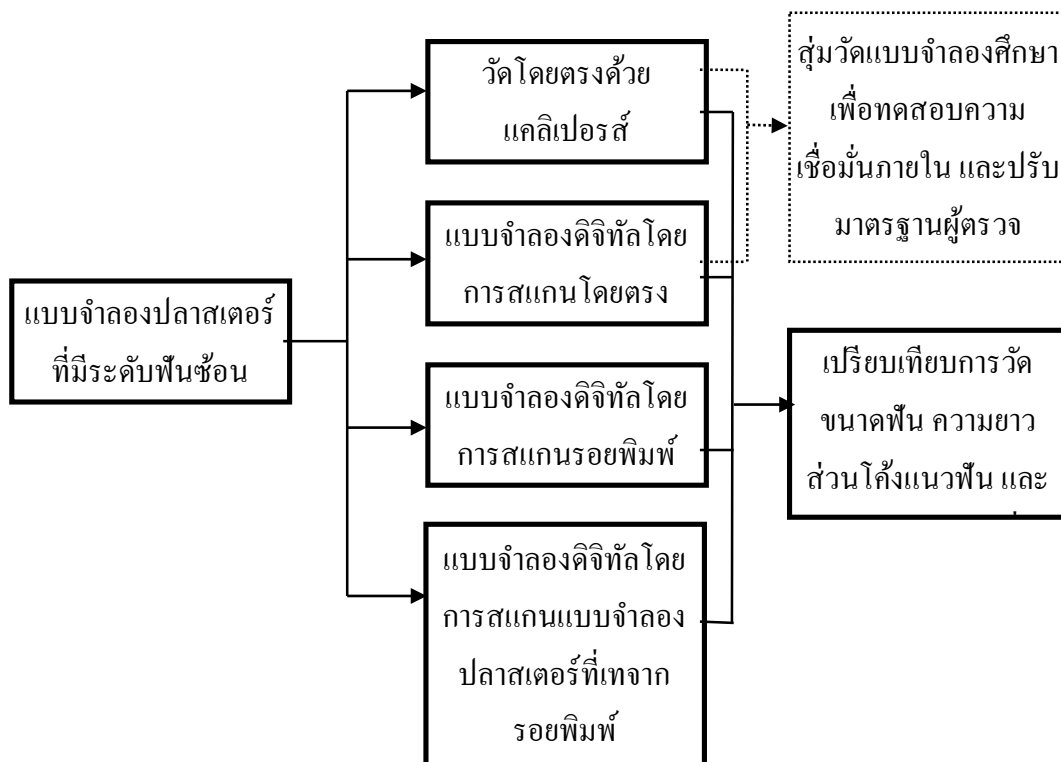 แบบจำลองปลาสเตอร์
ที่มีระดับฟันซ้อน
วัดโดยตรงด้วย
แคลิเปอรส์
แบบจำลองดิจิทัลโดย
การสแกนโดยตรง
แบบจำลองดิจิทัลโดย
การสแกนรอยพิมพ์
แบบจำลองดิจิทัลโดย
การสแกนแบบจำลอง
ปลาสเตอร์ที่เทจาก
รอยพิมพ์
สุ่มวัดแบบจำลองศึกษา
เพื่อทดสอบความ
เชื่อมั่นภายใน และปรับ
มาตรฐานผู้ตรวจ
เปรียบเทียบการวัด
ขนาดฟัน ความยาว
ส่วนโค้งแนวฟัน และ